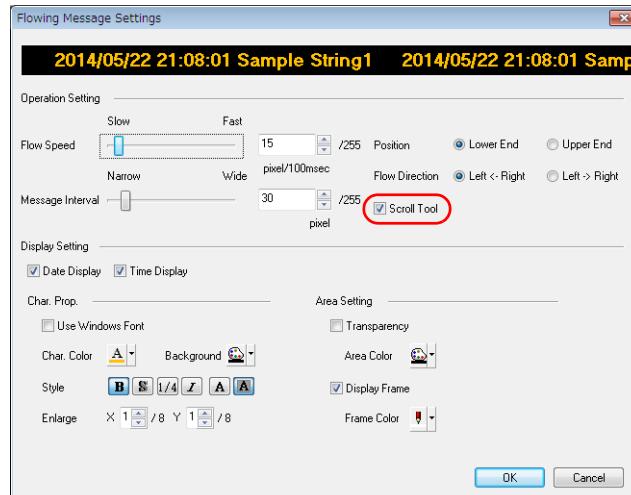 Flowing Message Settings
2014/05/22 21:08:01 Sample String1 2014/05/22 21:08:01 Samp
Operation Setting
Slow Fast
Flow Speed 15 /255 Position Lower End Upper End
pixel/100msec
Narrow Wide Flow Direction Left <- Right Left -> Right
Message Interval 30 /255 Scroll Tool
pixel
Display Setting
Date Display Time Display
Char. Prop. Area Setting
Use Windows Font Transparency
Char. Color A Background Area Color
Style B S 1/4 I A A Display Frame
Enlarge X 1 / 8 Y 1 / 8 Frame Color
OK Cancel